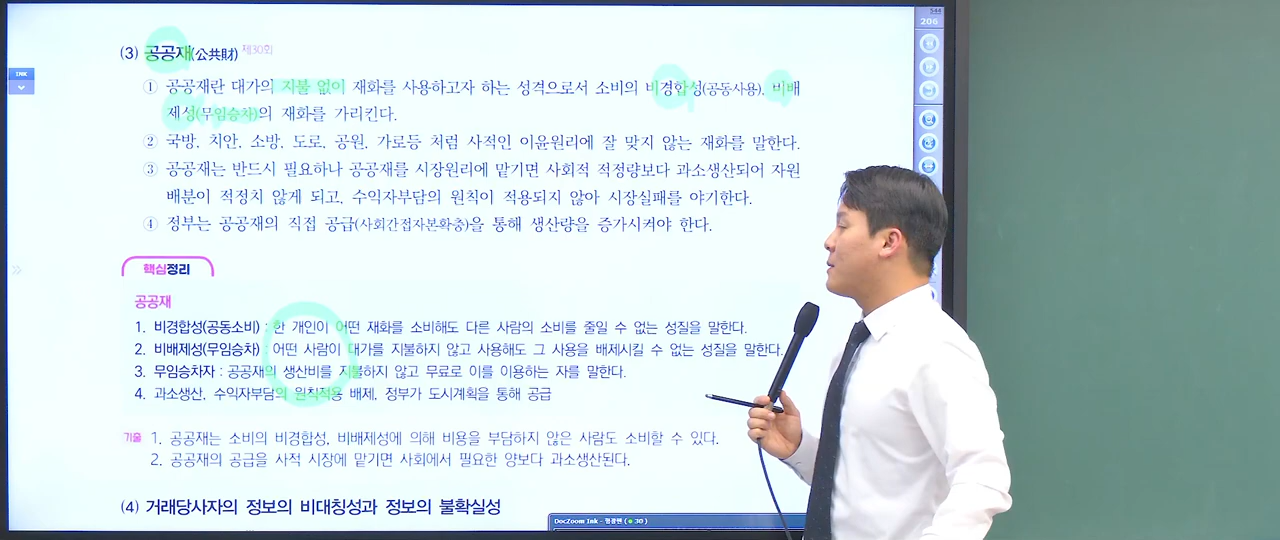 544
206
INK
(3) 공공재(公共財) 제30회
① 공공재란 대가의 지불 없이 재화를 사용하고자 하는 성격으로서 소비의 비경합성(공동사용), 비배
제성(무임승차)의 재화를 가리킨다.
② 국방, 치안, 소방, 도로, 공원, 가로등 처럼 사적인 이윤원리에 잘 맞지 않는 재화를 말한다.
③ 공공재는 반드시 필요하나 공공재를 시장원리에 맡기면 사회적 적정량보다 과소생산되어 자원
배분이 적정치 않게 되고, 수익자부담의 원칙이 적용되지 않아 시장실패를 야기한다.
④ 정부는 공공재의 직접 공급(사회간접자본확충)을 통해 생산량을 증가시켜야 한다.
핵심정리
공공재
1. 비경합성(공동소비) : 한 개인이 어떤 재화를 소비해도 다른 사람의 소비를 줄일 수 없는 성질을 말한다.
2. 비배제성(무임승차) : 어떤 사람이 대가를 지불하지 않고 사용해도 그 사용을 배제시킬 수 없는 성질을 말한다.
3. 무임승차자 : 공공재의 생산비를 지불하지 않고 무료로 이를 이용하는 자를 말한다.
4. 과소생산, 수익자부담의 원칙적용 배제, 정부가 도시계획을 통해 공급
기출 1. 공공재는 소비의 비경합성, 비배제성에 의해 비용을 부담하지 않은 사람도 소비할 수 있다.
2. 공공재의 공급을 사적 시장에 맡기면 사회에서 필요한 양보다 과소생산된다.
(4) 거래당사자의 정보의 비대칭성과 정보의 불확실성
DocZoom Ink - ( 30 )